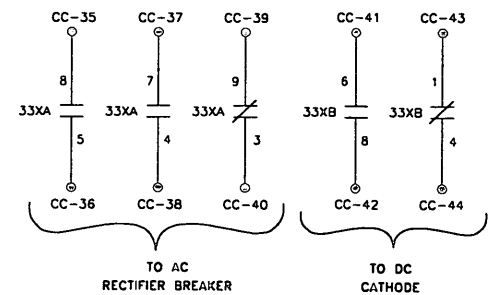 CC-35 CC-37 CC-39 CC-41 CC-43
8 7 9 6 1
33XA 33XA 33XA 33XB 33XB
5 4 3 8 4
CC-36 CC-38 CC-40 CC-42 CC-44
TO AC TO DC
RECTIFIER BREAKER CATHODE